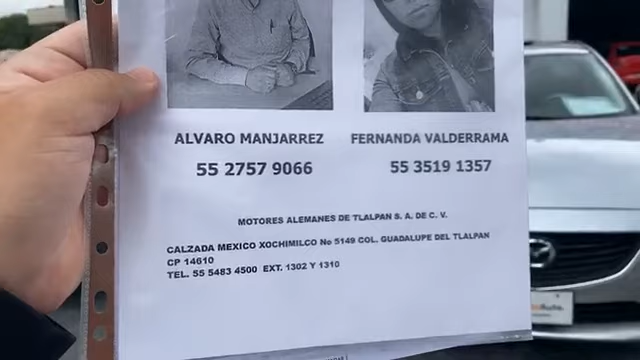 ALVARO MANJARREZ
FERNANDA VALDERRAMA
55 2757 9066
55 3519 1357
MOTORES ALEMANES DE TLALPAN S. A. DE C. V.
CALZADA MEXICO XOCHIMILCO No 5149 COL. GUADALUPE DEL TLALPAN
CP 14610
TEL. 55 5483 4500 EXT. 1302 Y 1310